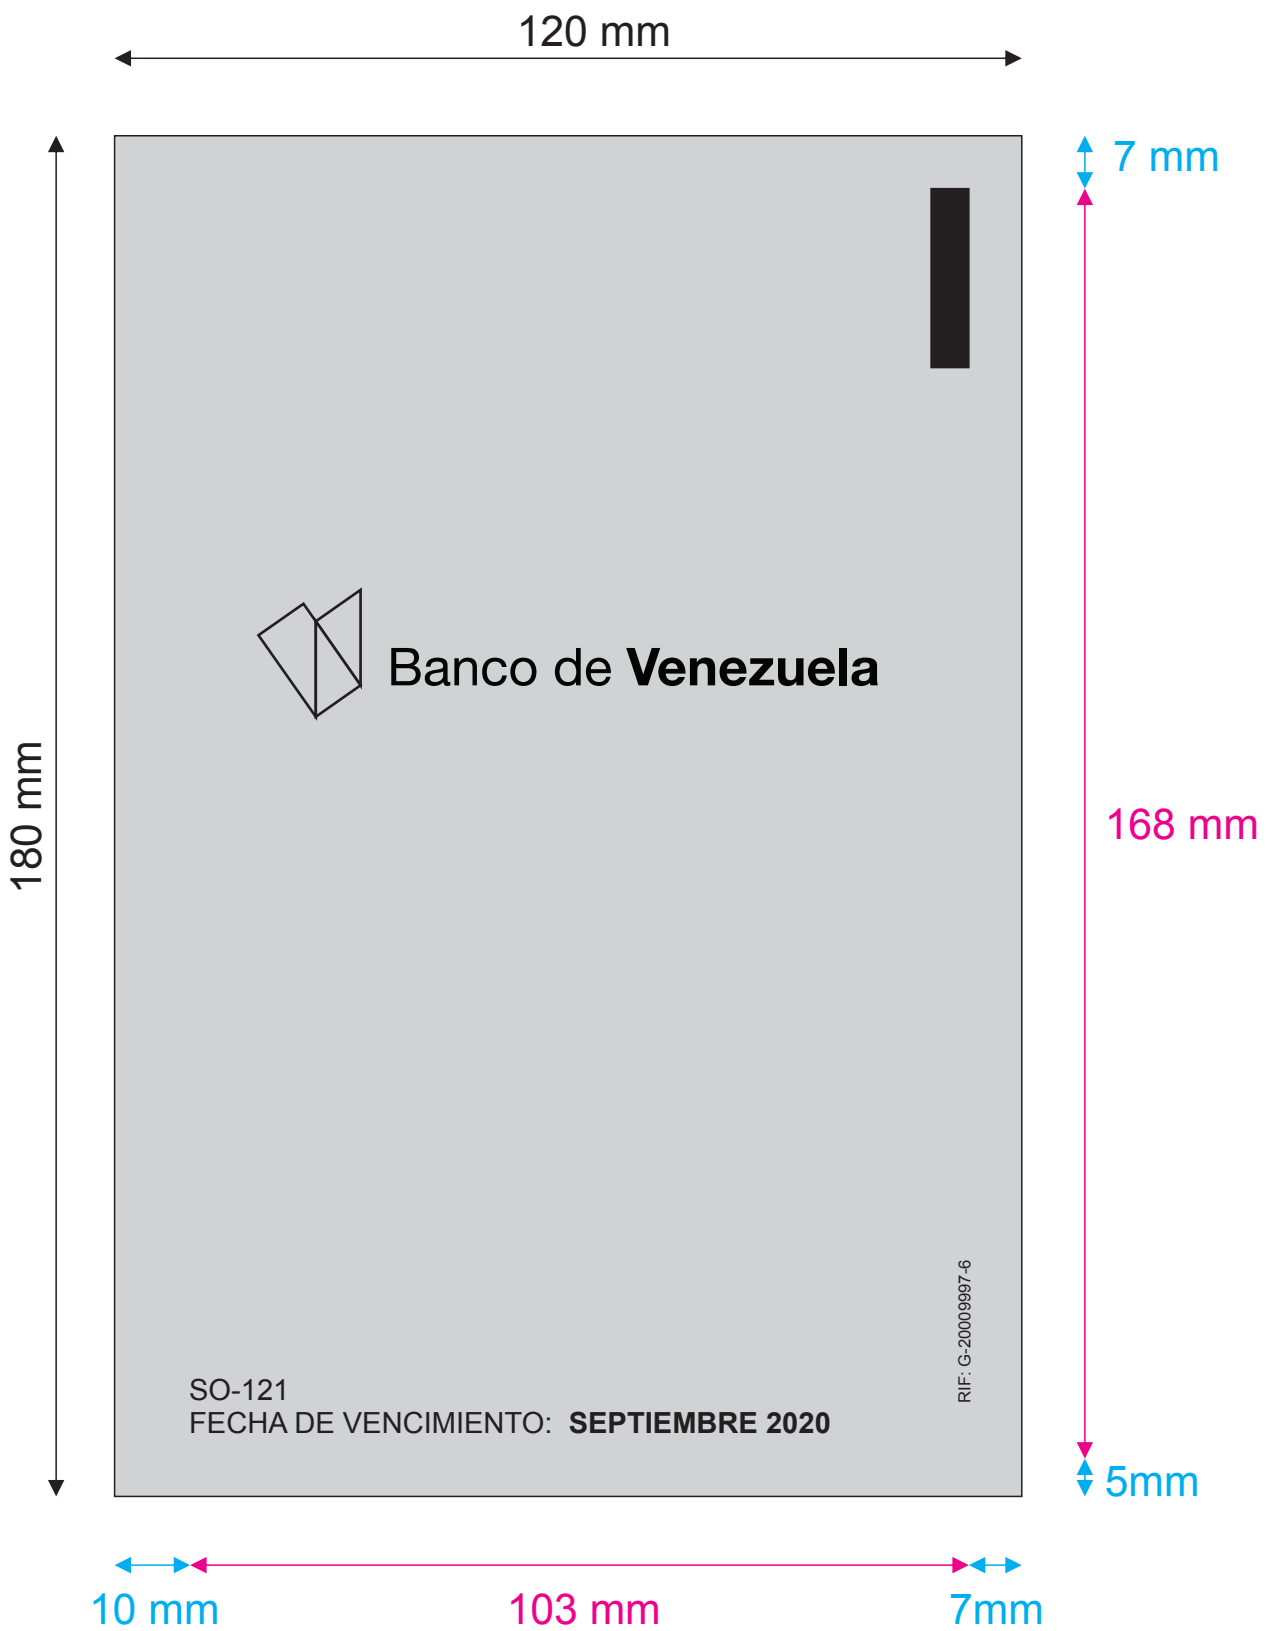 120 mm
7 mm
180 mm
Banco de Venezuela
168 mm
RIF: G-20009997-6
SO-121
FECHA DE VENCIMIENTO: SEPTIEMBRE 2020
5mm
10 mm
103 mm
7mm